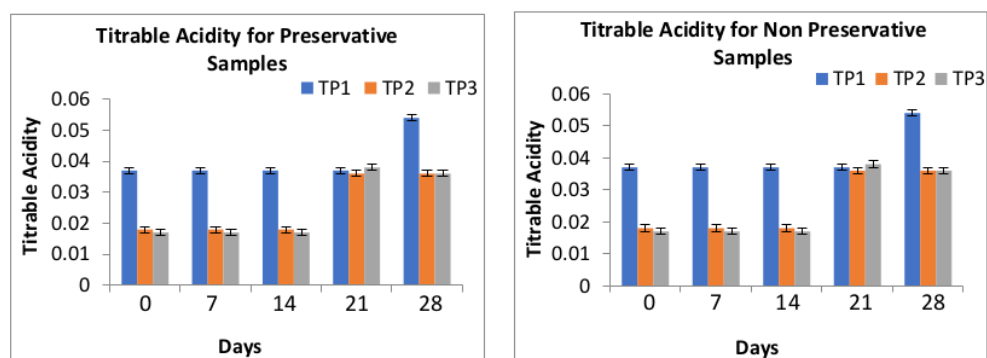 Titrable Acidity for Preservative
Samples
TP1 TP2 TP3
Titrable Acidity
0.06
0.05
0.04
0.03
0.02
0.01
0
0 7 14 21 28
Days
Titrable Acidity for Non Preservative
Samples
TP1 TP2 TP3
Titrable Acidity
0.06
0.05
0.04
0.03
0.02
0.01
0
0 7 14 21 28
Days